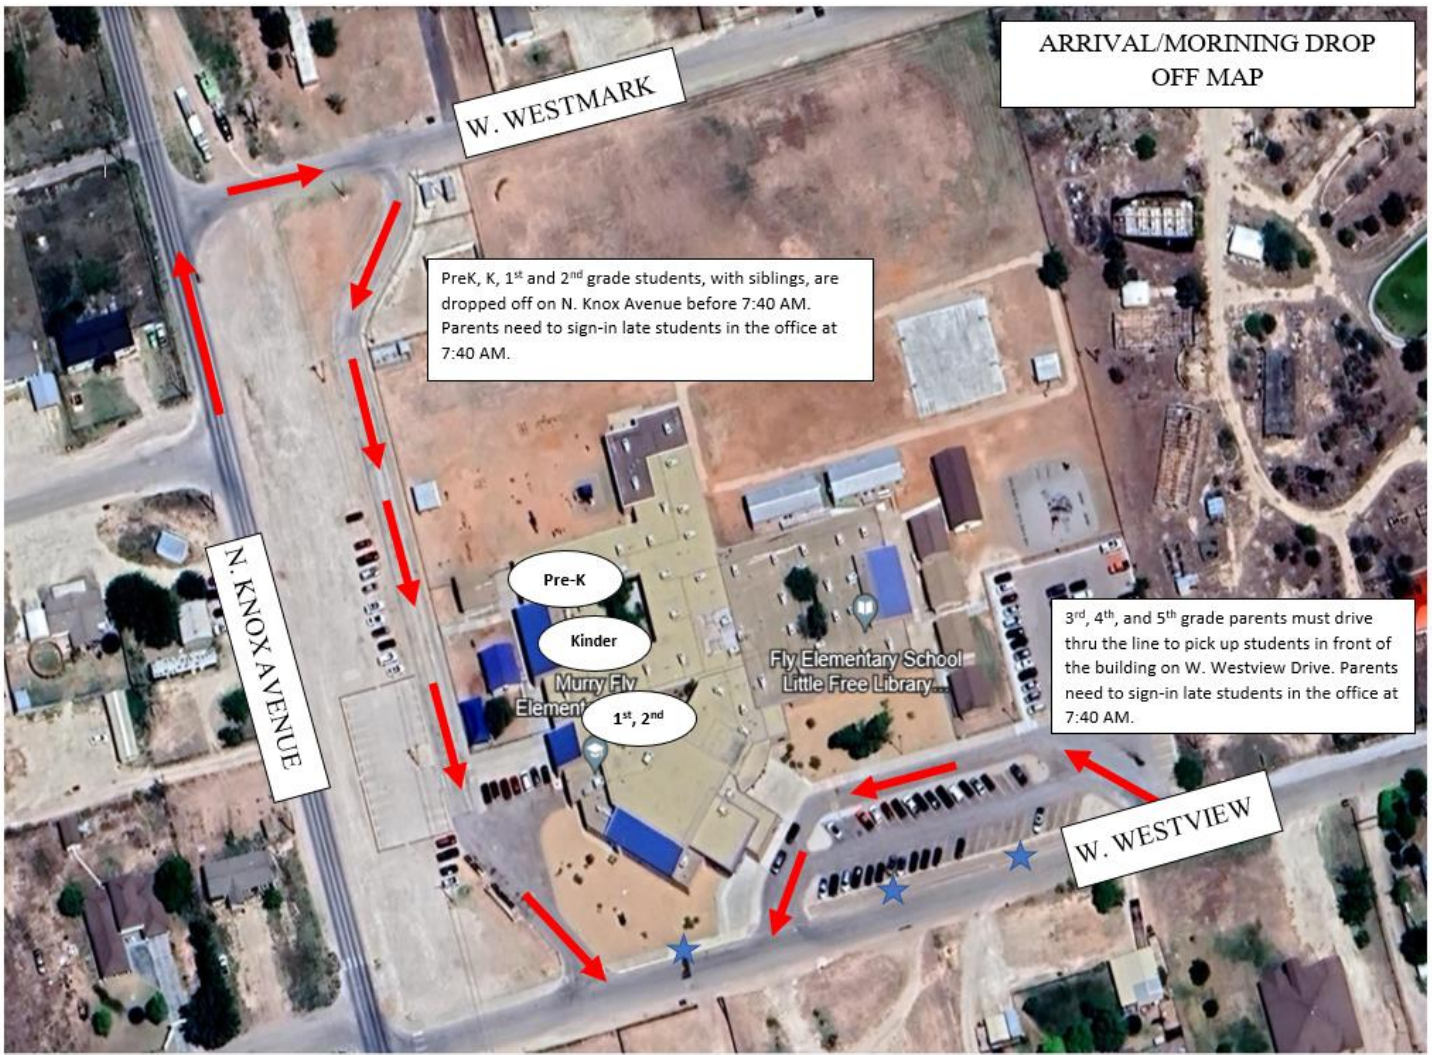 ARRIVAL/MORINING DROP
OFF MAP
W. WESTMARK
PreK, K, 1st and 2nd grade students, with siblings, are
dropped off on N. Knox Avenue before 7:40 AM.
Parents need to sign-in late students in the office at
7:40 AM.
N. KNOX AVENUE
Pre-K
Kinder
Murry Fly
Element
1st, 2nd
Fly Elementary School
Little Free Library...
3rd, 4th, and 5th grade parents must drive
thru the line to pick up students in front of
the building on W. Westview Drive. Parents
need to sign-in late students in the office at
7:40 AM.
W. WESTVIEW